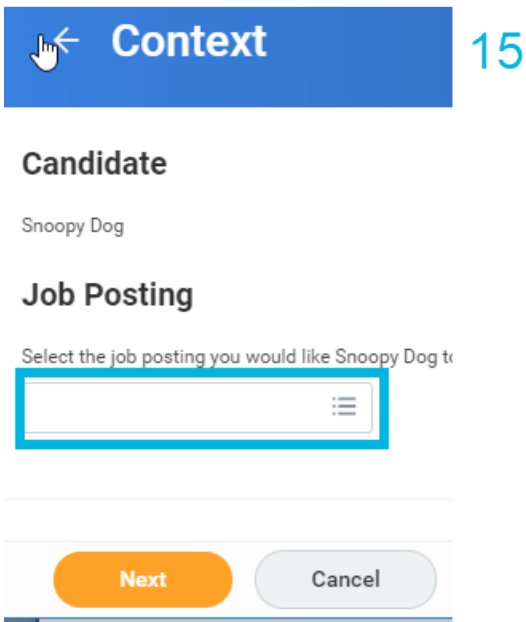 Context
15
Candidate
Snoopy Dog
Job Posting
Select the job posting you would like Snoopy Dog to
Next
Cancel